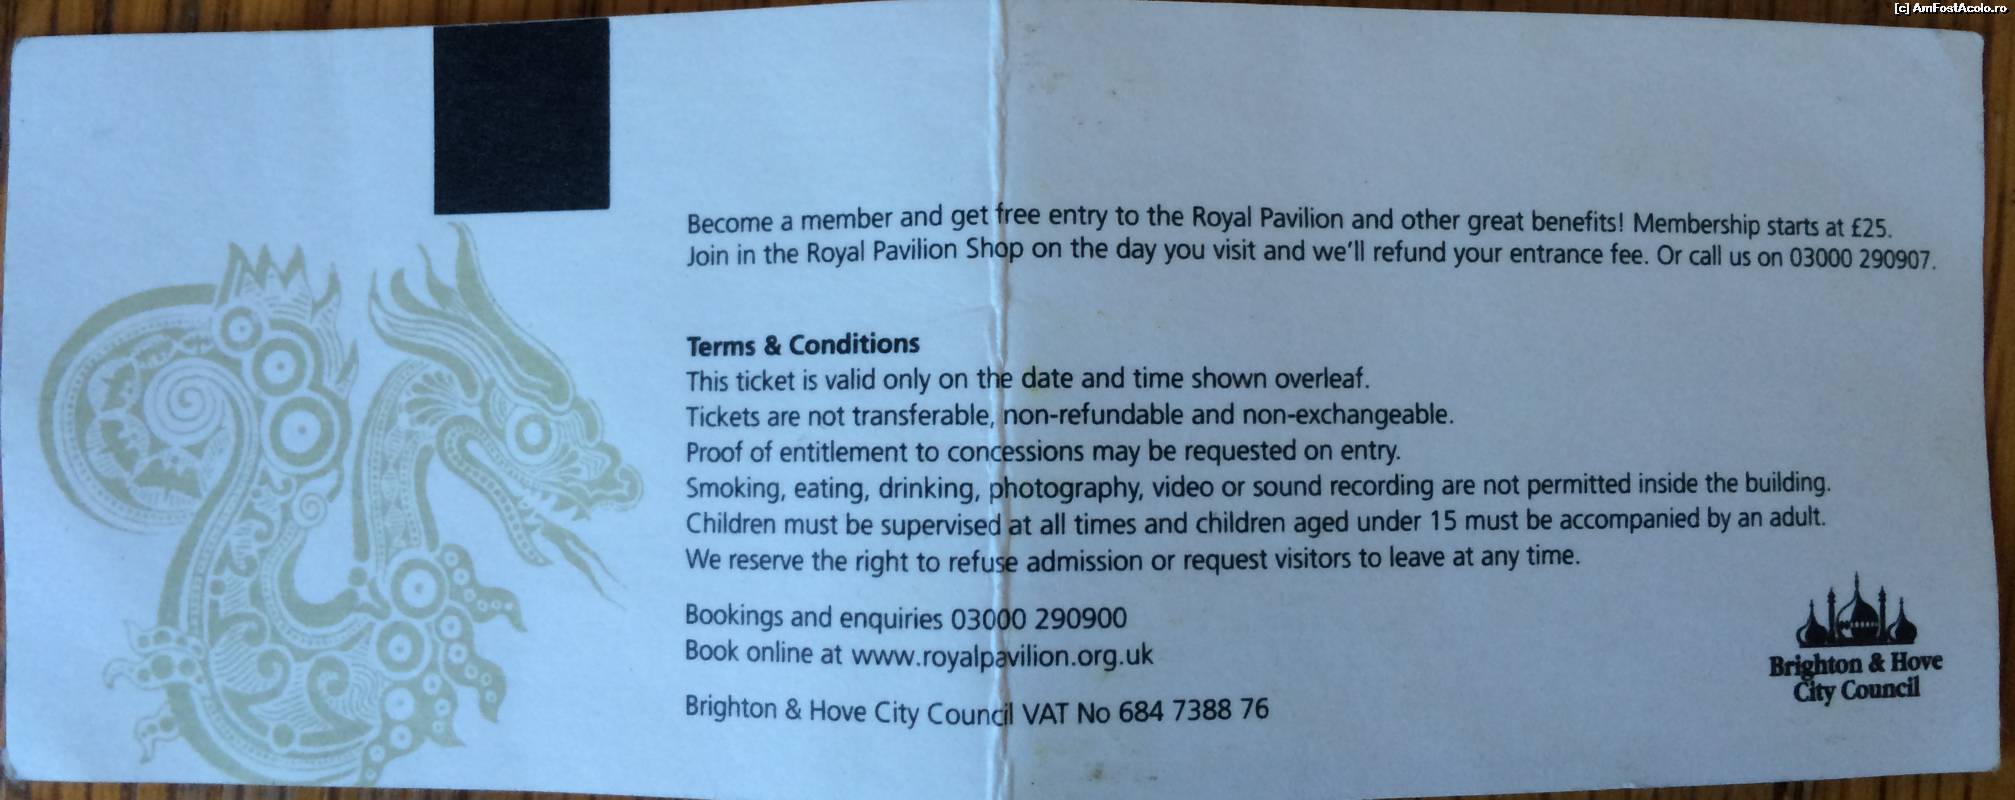 [c] AmFostAcolo.ro
Become a member and get free entry to the Royal Pavilion and other great benefits! Membership starts at £25.
Join in the Royal Pavilion Shop on the day you visit and we'll refund your entrance fee. Or call us on 03000 290907.
Terms & Conditions
This ticket is valid only on the date and time shown overleaf.
Tickets are not transferable, non-refundable and non-exchangeable.
Proof of entitlement to concessions may be requested on entry.
Smoking, eating, drinking, photography, video or sound recording are not permitted inside the building.
Children must be supervised at all times and children aged under 15 must be accompanied by an adult.
We reserve the right to refuse admission or request visitors to leave at any time.
Bookings and enquiries 03000 290900
Book online at www.royalpavilion.org.uk
Brighton & Hove City Council VAT No 684 7388 76
Brighton & Hove
City Council